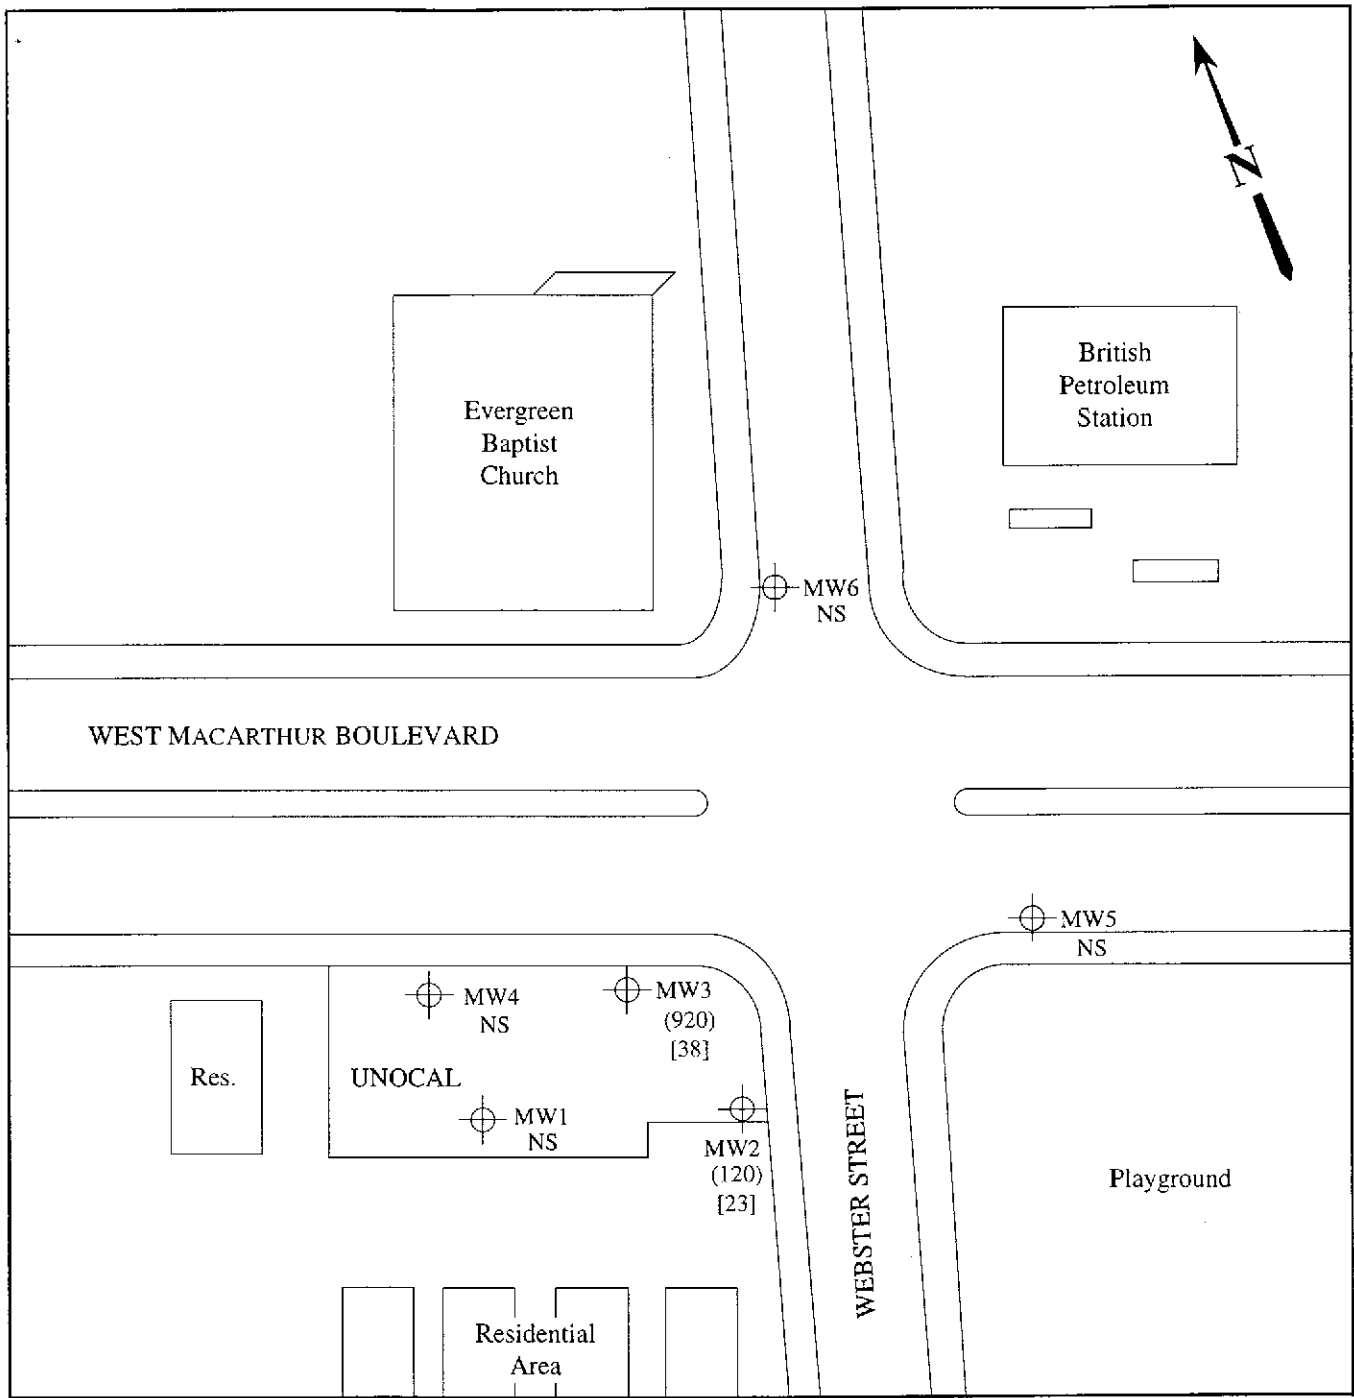 N
British
Petroleum
Station
Evergreen
Baptist
Church
MW6
NS
WEST MACARTHUR BOULEVARD
MW5
NS
MW4
NS
MW3
(920)
[38]
Res.
UNOCAL
MW1
NS
MW2
(120)
[23]
WEBSTER STREET
Playground
Residential
Area